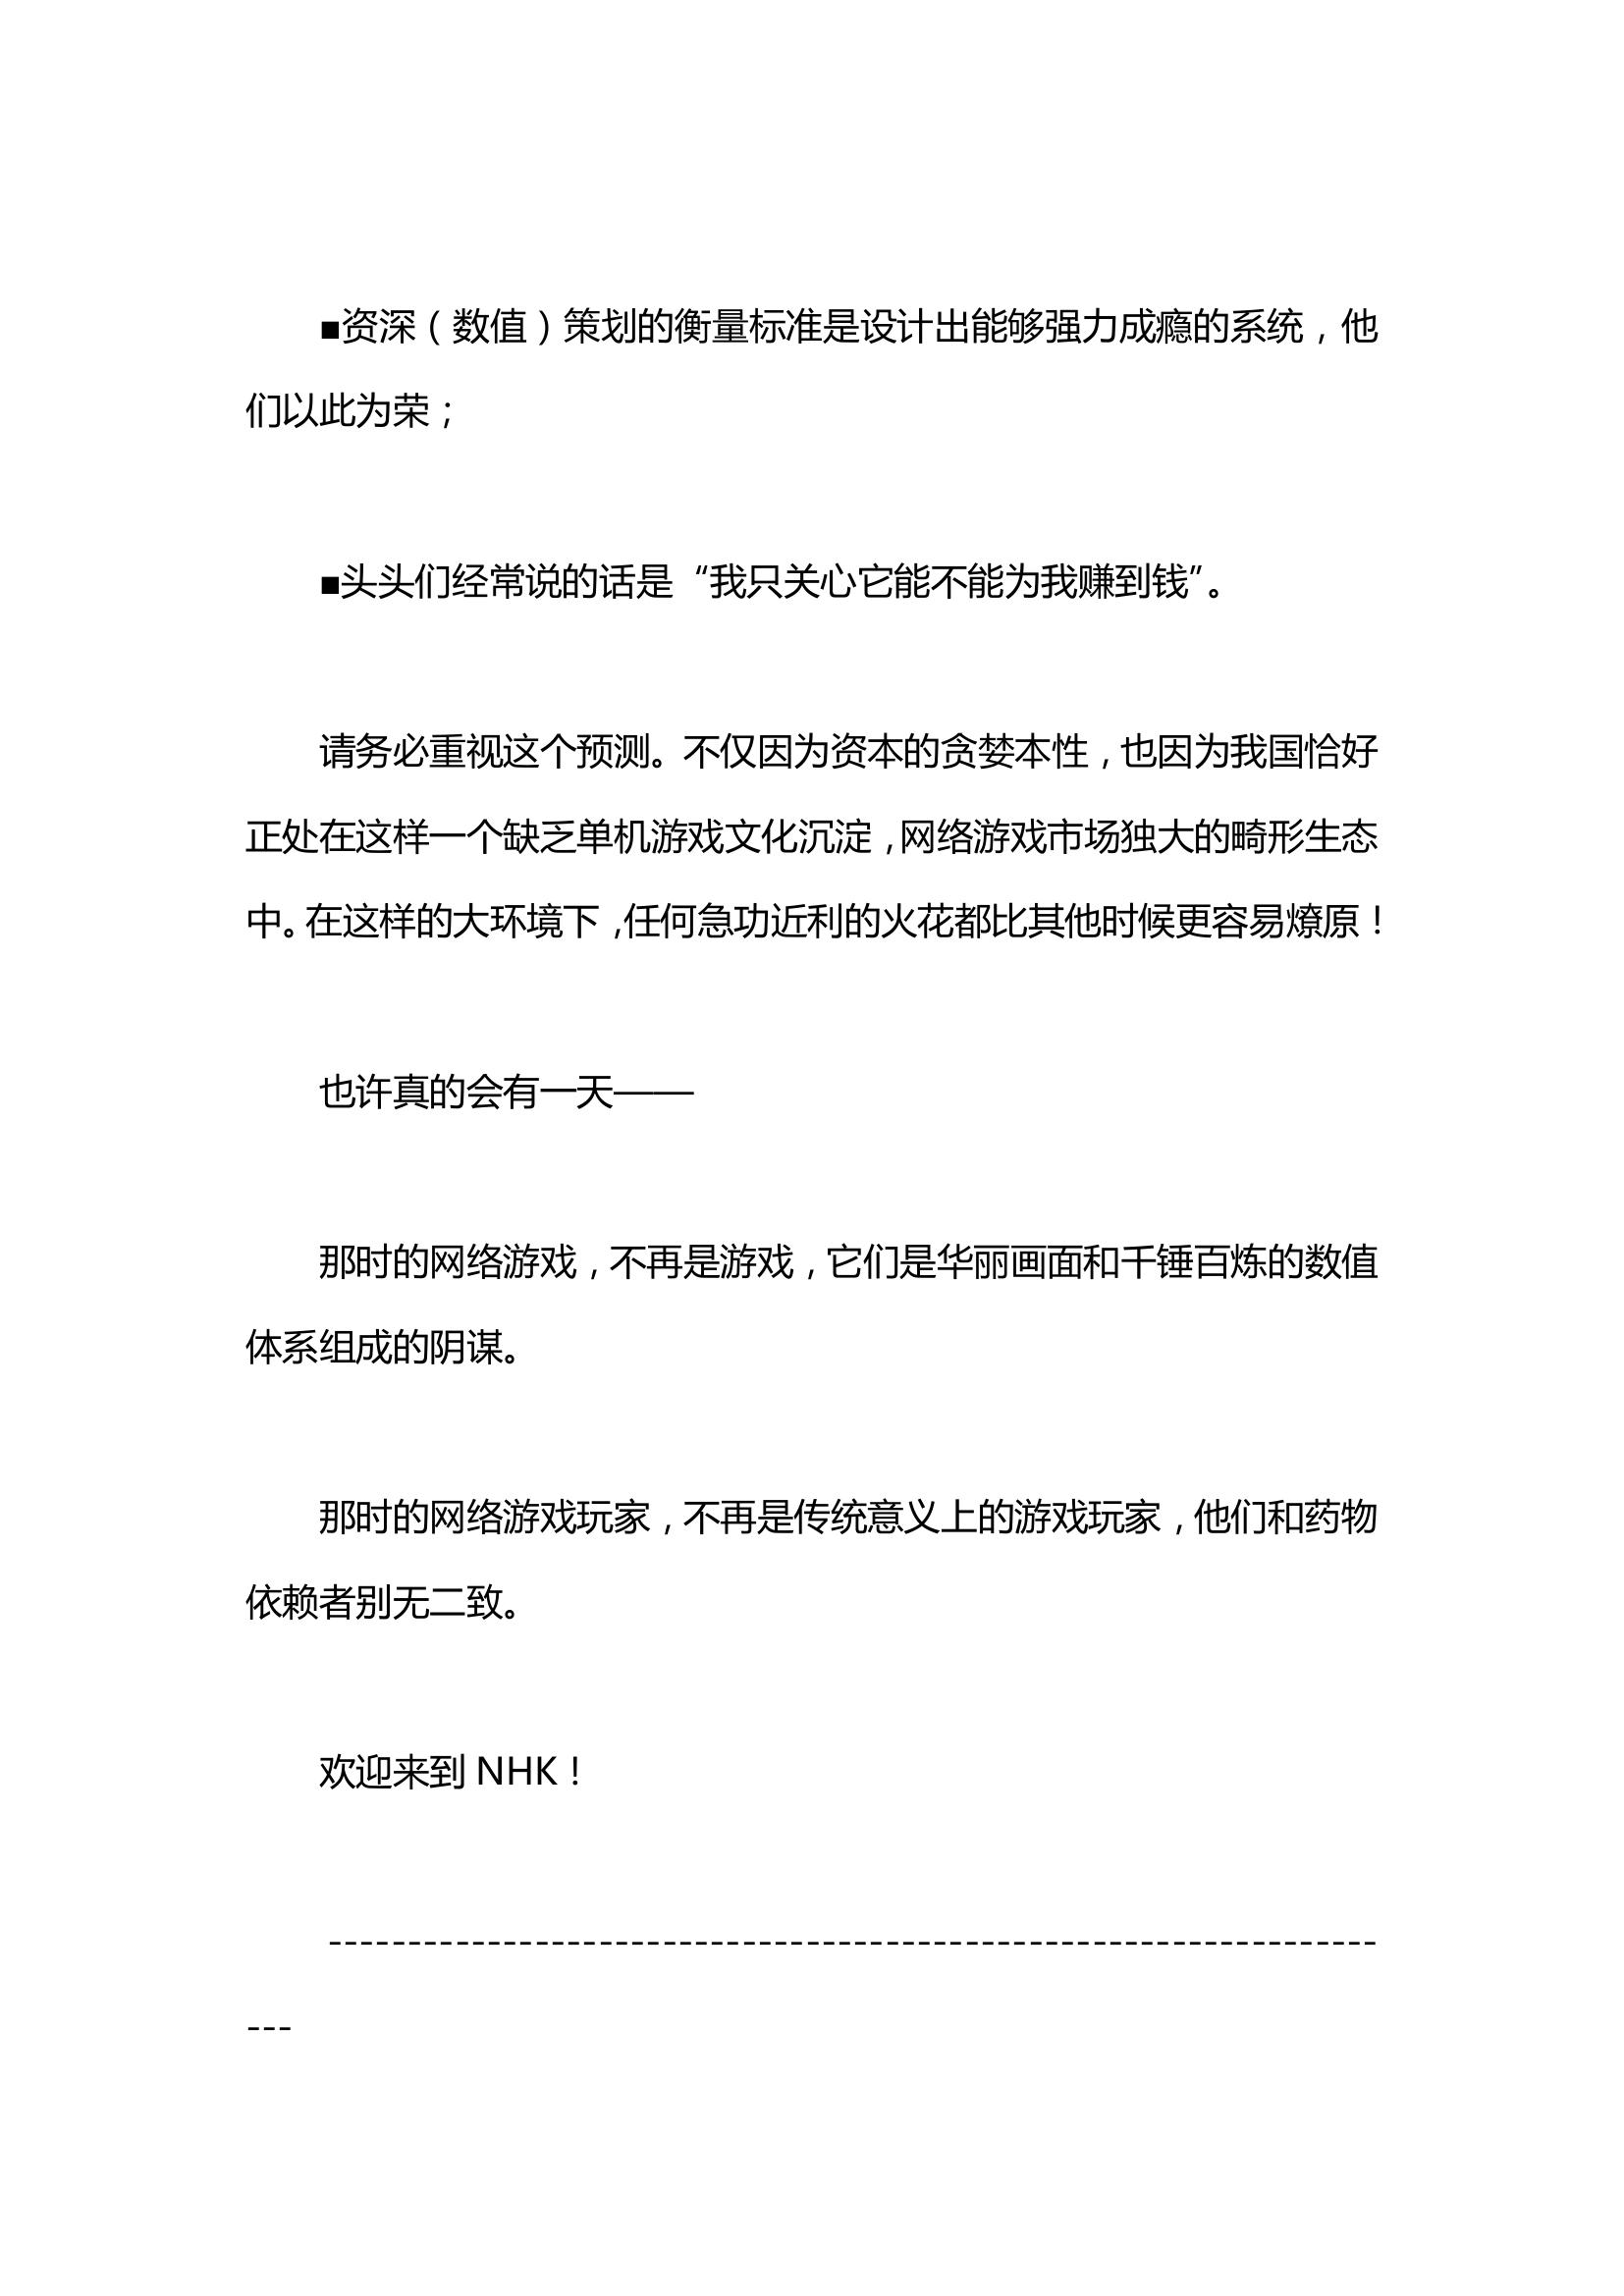 ■资深（数值）策划的衡量标准是设计出能够强力成瘾的系统，他
们以此为荣；
■头头们经常说的话是“我只关心它能不能为我赚到钱”。
请务必重视这个预测。不仅因为资本的贪婪本性，也因为我国恰好
正处在这样一个缺乏单机游戏文化沉淀，网络游戏市场独大的畸形生态
中。在这样的大环境下，任何急功近利的火花都比其他时候更容易燎原！
也许真的会有一天——
那时的网络游戏，不再是游戏，它们是华丽画面和千锤百炼的数值
体系组成的阴谋。
那时的网络游戏玩家，不再是传统意义上的游戏玩家，他们和药物
依赖者别无二致。
欢迎来到 NHK！
------------------------------------------------------------------
---